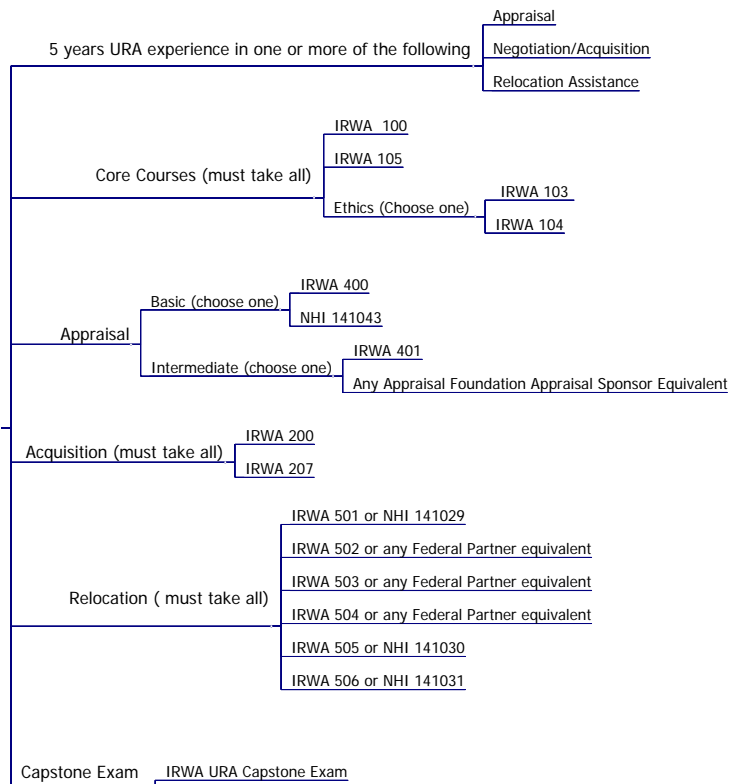 5 years URA experience in one or more of the following
Appraisal
Negotiation/Acquisition
Relocation Assistance
Core Courses (must take all)
IRWA 100
IRWA 105
Ethics (Choose one)
IRWA 103
IRWA 104
Appraisal
Basic (choose one)
IRWA 400
NHI 141043
Intermediate (choose one)
IRWA 401
Any Appraisal Foundation Appraisal Sponsor Equivalent
Acquisition (must take all)
IRWA 200
IRWA 207
Relocation ( must take all)
IRWA 501 or NHI 141029
IRWA 502 or any Federal Partner equivalent
IRWA 503 or any Federal Partner equivalent
IRWA 504 or any Federal Partner equivalent
IRWA 505 or NHI 141030
IRWA 506 or NHI 141031
Capstone Exam
IRWA URA Capstone Exam